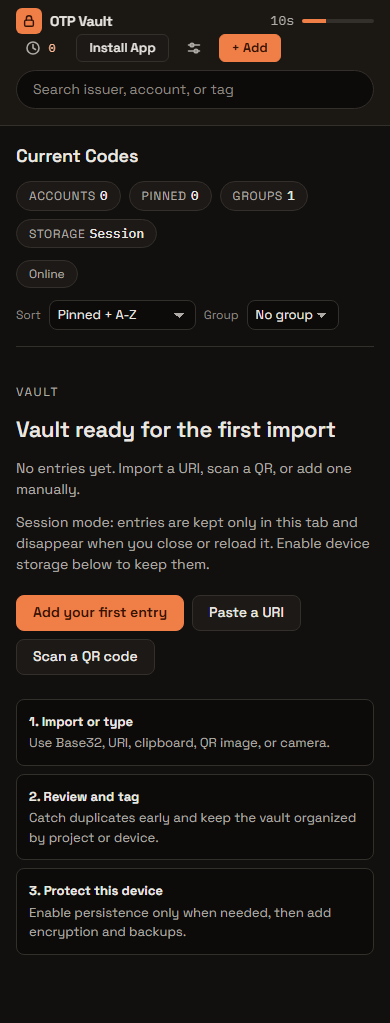 OTP Vault
10s
0
Install App
+ Add
Search issuer, account, or tag
Current Codes
ACCOUNTS 0
PINNED 0
GROUPS 1
STORAGE Session
Online
Sort
Pinned + A-Z
Group
No group
VAULT
Vault ready for the first import
No entries yet. Import a URI, scan a QR, or add one
manually.
Session mode: entries are kept only in this tab and
disappear when you close or reload it. Enable device
storage below to keep them.
Add your first entry
Paste a URI
Scan a QR code
1. Import or type
Use Base32, URI, clipboard, QR image, or camera.
2. Review and tag
Catch duplicates early and keep the vault organized
by project or device.
3. Protect this device
Enable persistence only when needed, then add
encryption and backups.